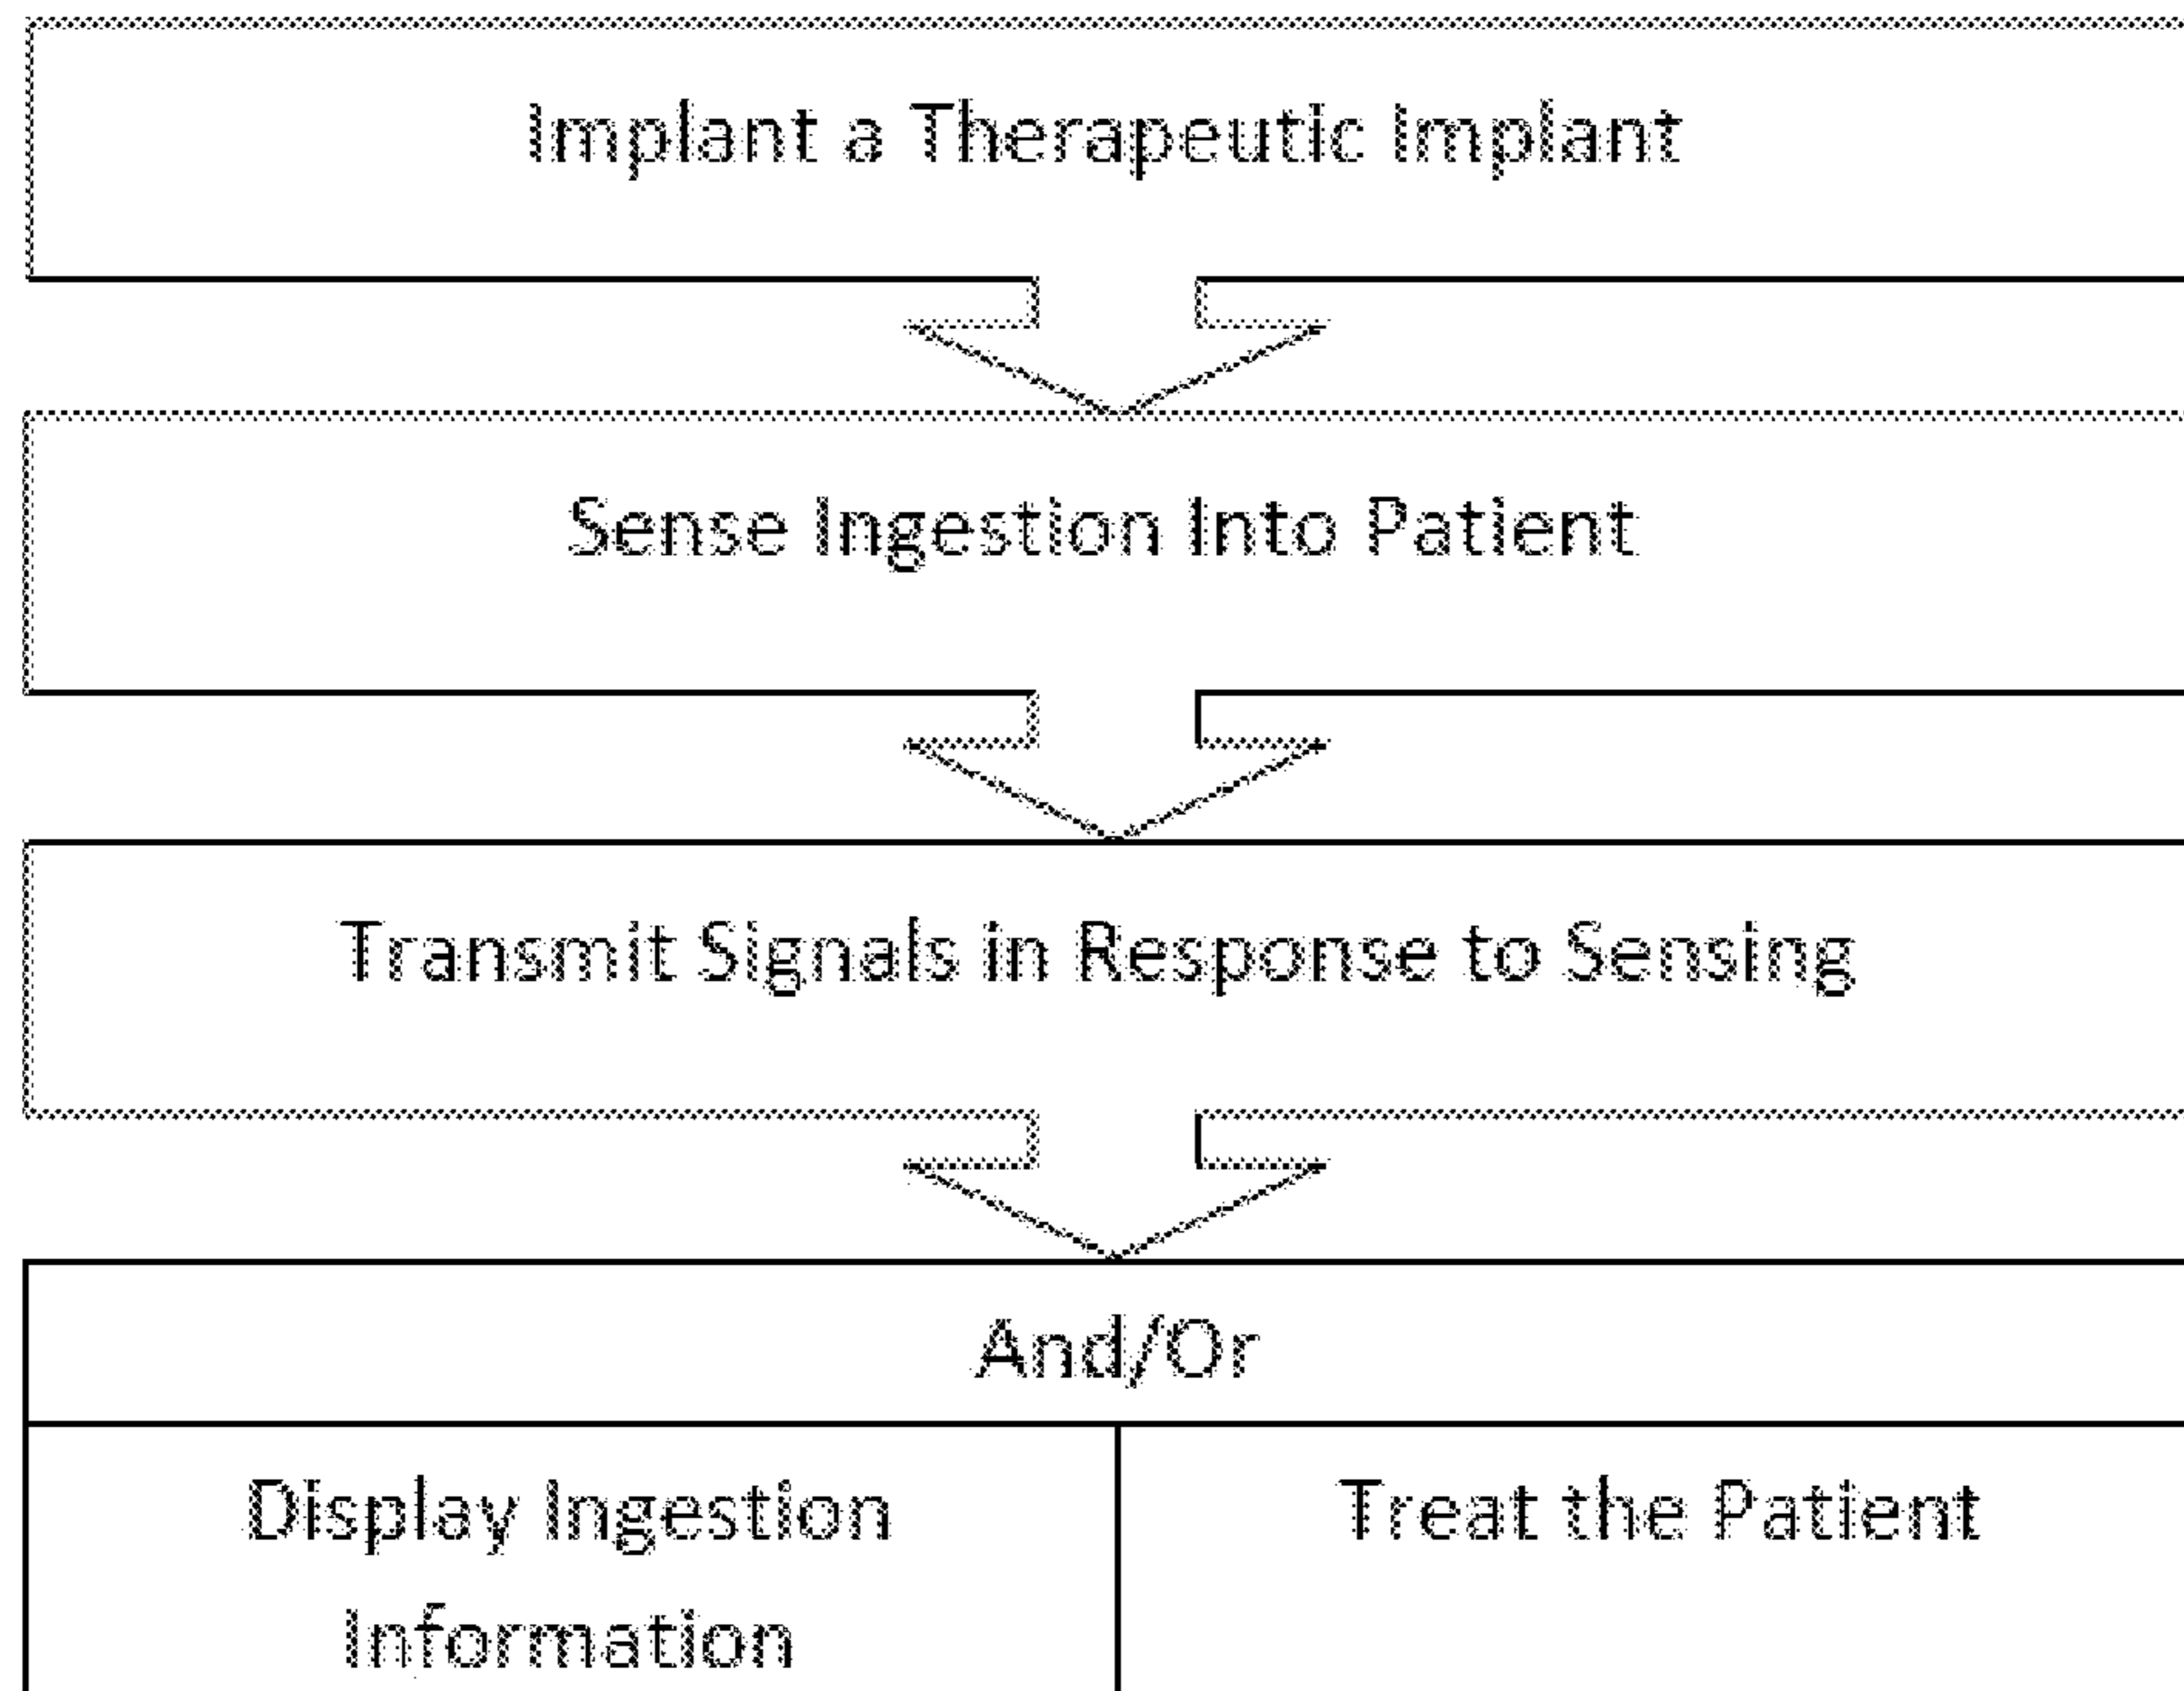 Implant a Therapeutic Implant
Sense Ingestion Into Patient
Transmit Signals in Response to Sensing
And/Or
Display Ingestion
Information
Treat the Patient